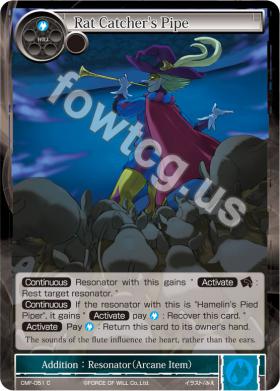 Rat Catcher's Pipe
WILL
fowtcg.us
Continuous Resonator with this gains " Activate :
Rest target resonator. "
Continuous If the resonator with this is "Hamelin's Pied
Piper", it gains " Activate pay : Recover this card. "
Activate Pay : Return this card to its owner's hand.
The sounds of the flute influence the heart, rather than the rat.
Addition : Resonator(Arcane Item)
CMF-051 C
©FORCE OF WILL Co.,Ltd.